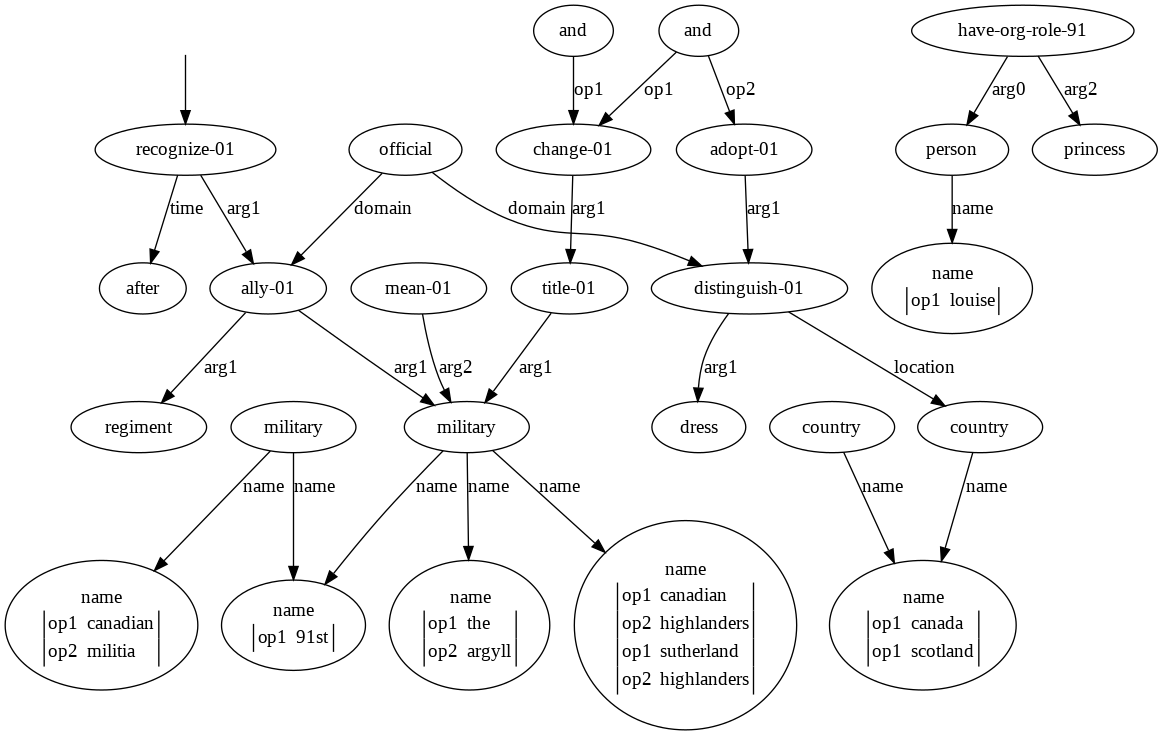 and
and
have-org-role-91
op1
op1
op2
arg0
arg2
recognize-01
official
change-01
adopt-01
person
princess
time
arg1
domain
domain
arg1
arg1
name
after
ally-01
mean-01
title-01
distinguish-01
name
op1 louise
arg1
arg1
arg2
arg1
arg1
location
regiment
military
military
dress
country
country
name
name
name
name
name
name
name
name
op1 canadian
op2 militia
name
op1 91st
name
op1 the
op2 argyll
name
op1 canadian
op2 highlanders
op1 sutherland
op2 highlanders
name
op1 canada
op1 scotland